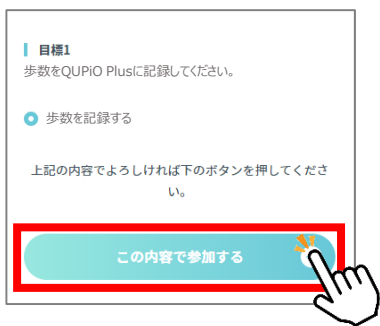 目標1
歩数をQUPiO Plusに記録してください。
歩数を記録する
上記の内容でよろしければ下のボタンを押してくださ
い。
この内容で参加する